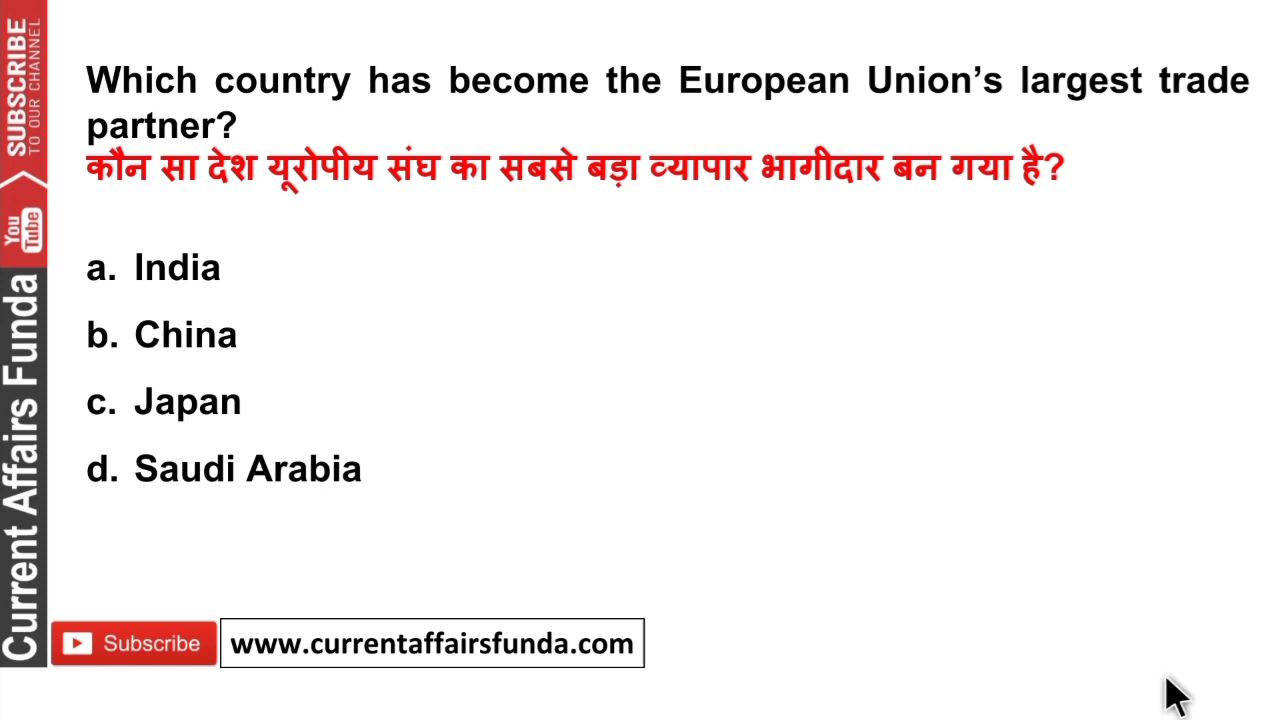 Which country has become the European Union’s largest trade
partner?
कौन सा देश यूरोपीय संघ का सबसे बड़ा व्यापार भागीदार बन गया है?
a. India
b. China
c. Japan
d. Saudi Arabia
SUBSCRIBE
TO OUR CHANNEL
You
Tube
Current Affairs Funda
Subscribe
www.currentaffairsfunda.com